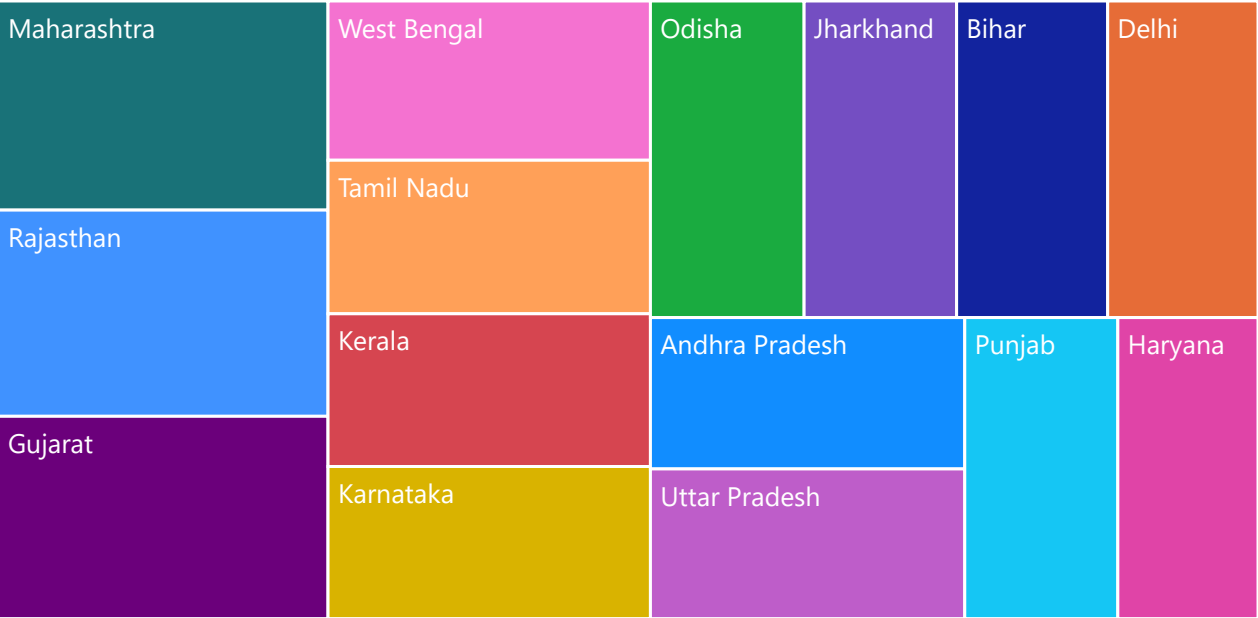 Maharashtra
Rajasthan
Gujarat
West Bengal
Tamil Nadu
Kerala
Karnataka
Odisha
Jharkhand
Bihar
Delhi
Andhra Pradesh
Uttar Pradesh
Punjab
Haryana